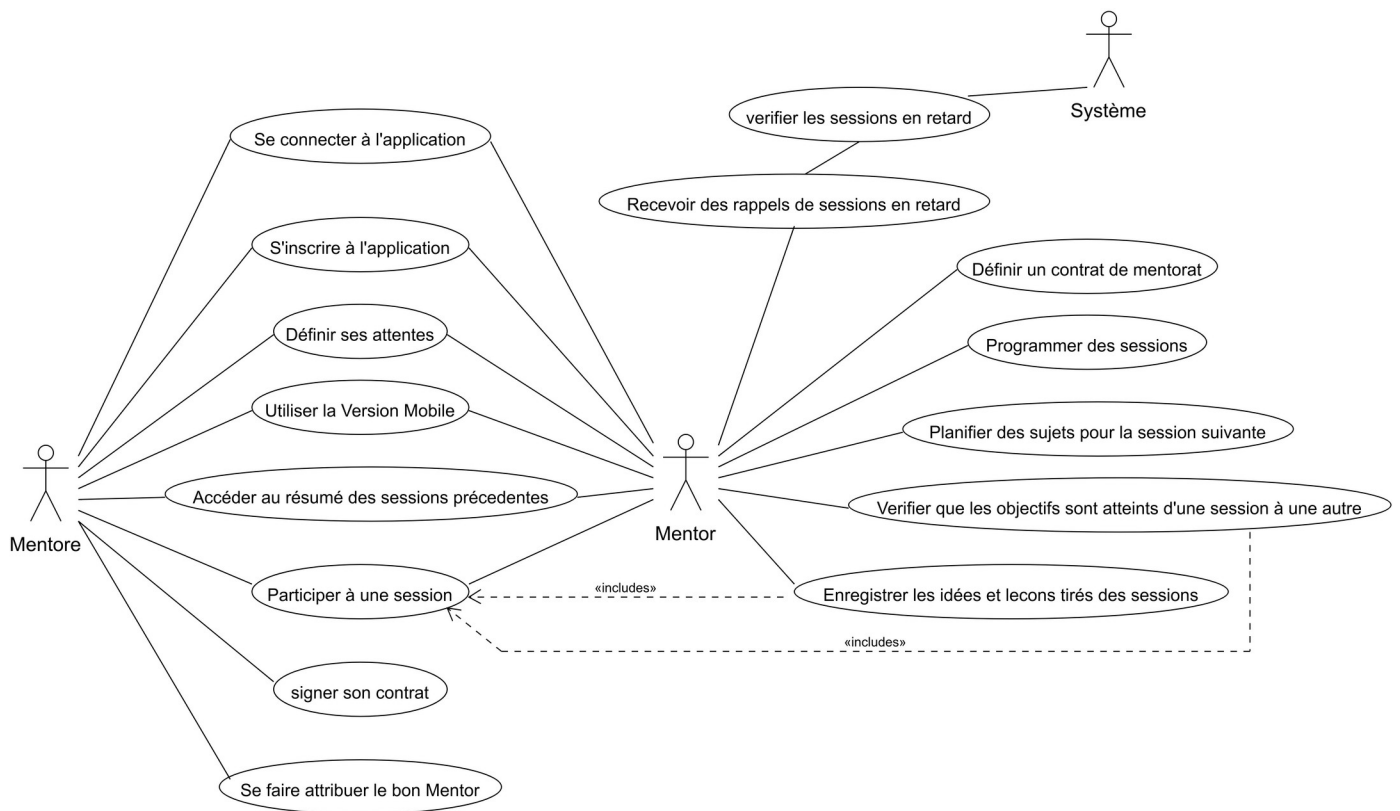 Système
verifier les sessions en retard
Se connecter à l'application
Recevoir des rappels de sessions en retard
S'inscrire à l'application
Définir un contrat de mentorat
Définir ses attentes
Programmer des sessions
Utiliser la Version Mobile
Planifier des sujets pour la session suivante
Accéder au résumé des sessions précedentes
Verifier que les objectifs sont atteints d'une session à une autre
Mentore
Mentor
Participer à une session
«includes»
Enregistrer les idées et lecons tirés des sessions
«includes»
signer son contrat
Se faire attribuer le bon Mentor